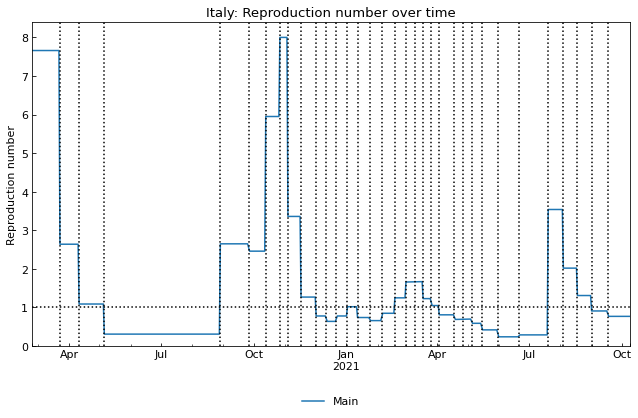 Italy: Reproduction number over time
Reproduction number
8
7
6
5
4
3
2
1
0
Apr
Jul
Oct
Jan
2021
Apr
Jul
Oct
Main